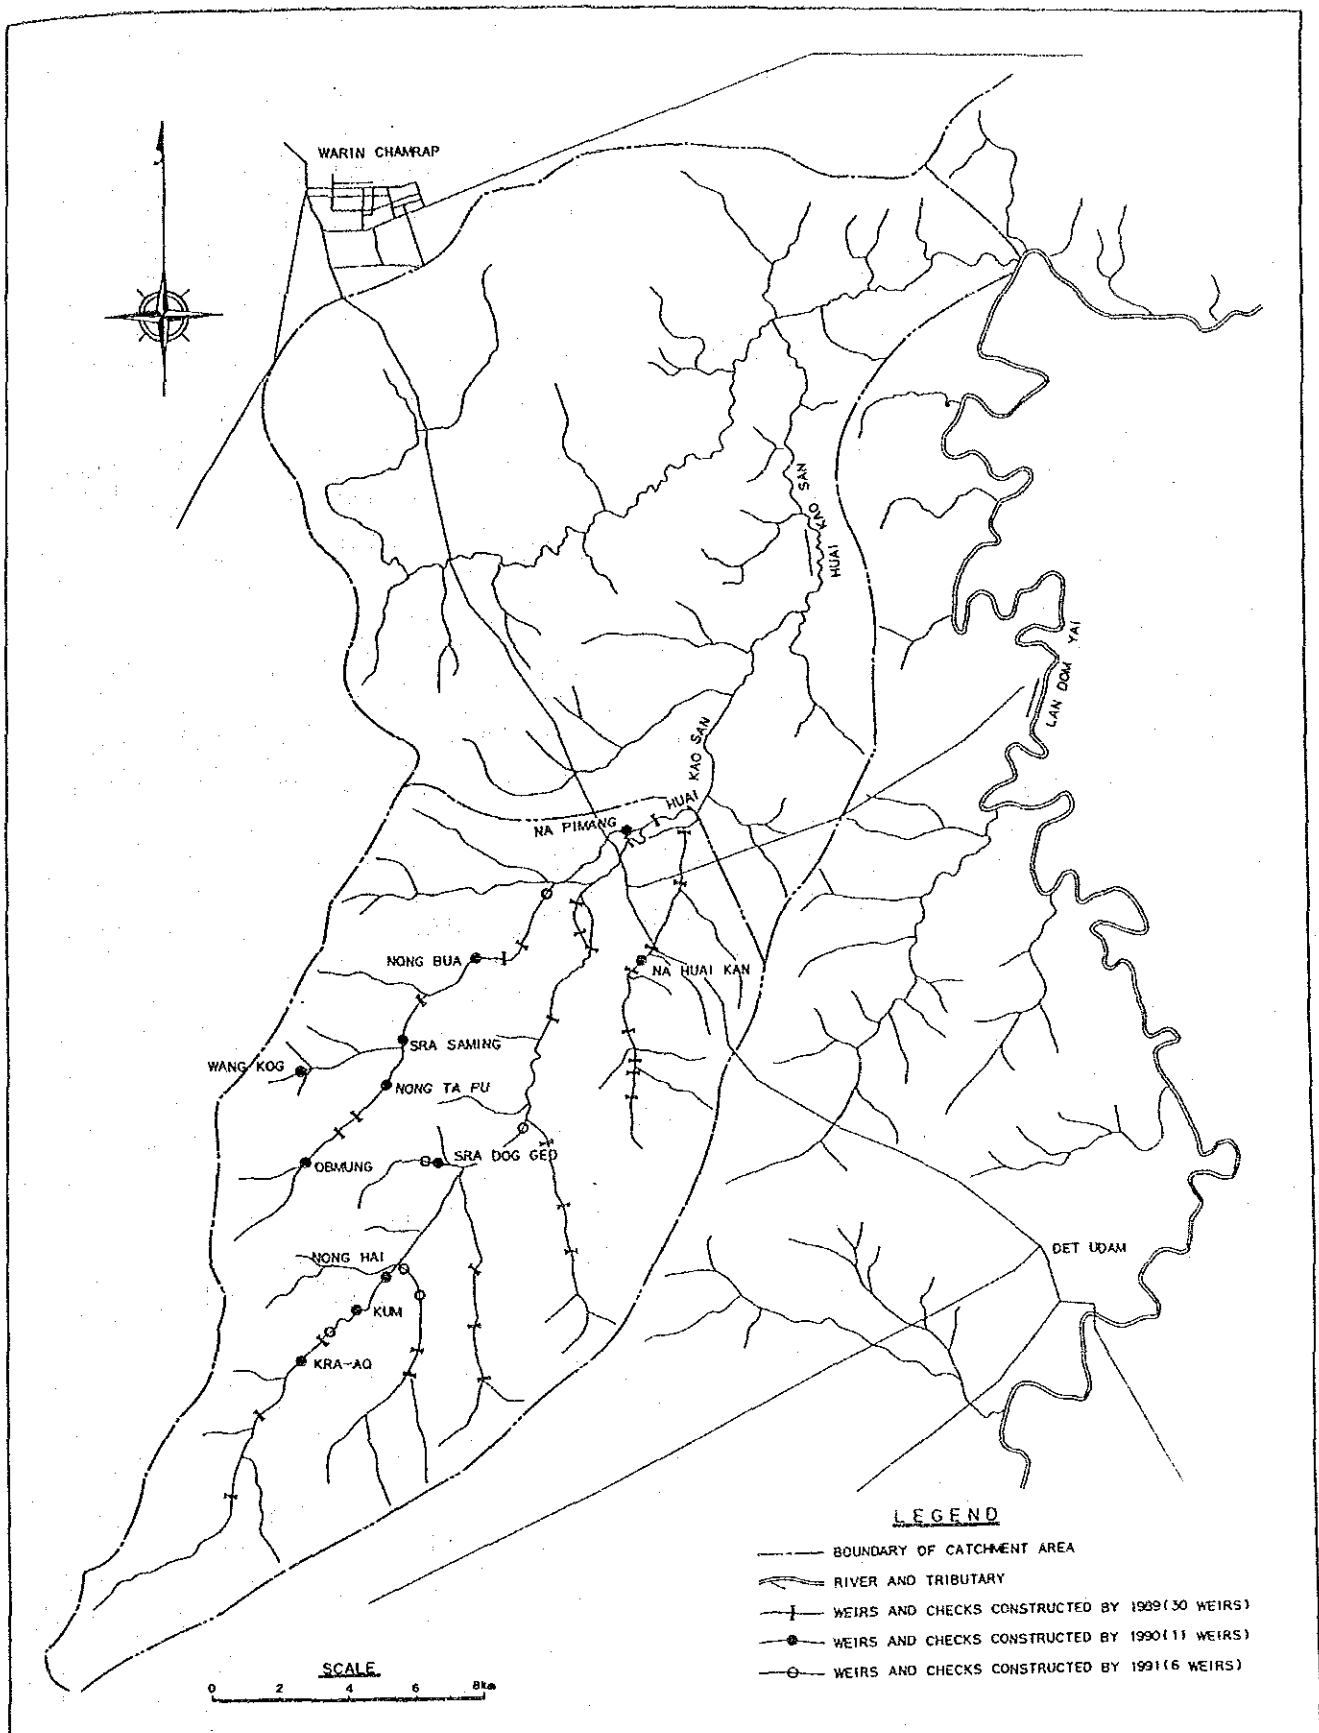 WARIN CHAMRAP
HUAI KAO SAN
LAN DOM YAI
HUAI KAO SAN
NA PIMANG
NONG BUA
NA HUAI KAN
SRA SAMING
WANG KOG
NONG TA PU
OBMUNG
SRA DOG GED
NONG HAI
DET UDAM
KUM
KRA-AO
LEGEND
BOUNDARY OF CATCHMENT AREA
RIVER AND TRIBUTARY
WEIRS AND CHECKS CONSTRUCTED BY 1989(30 WEIRS)
WEIRS AND CHECKS CONSTRUCTED BY 1990(11 WEIRS)
WEIRS AND CHECKS CONSTRUCTED BY 1991(6 WEIRS)
SCALE
0 2 4 6 8km